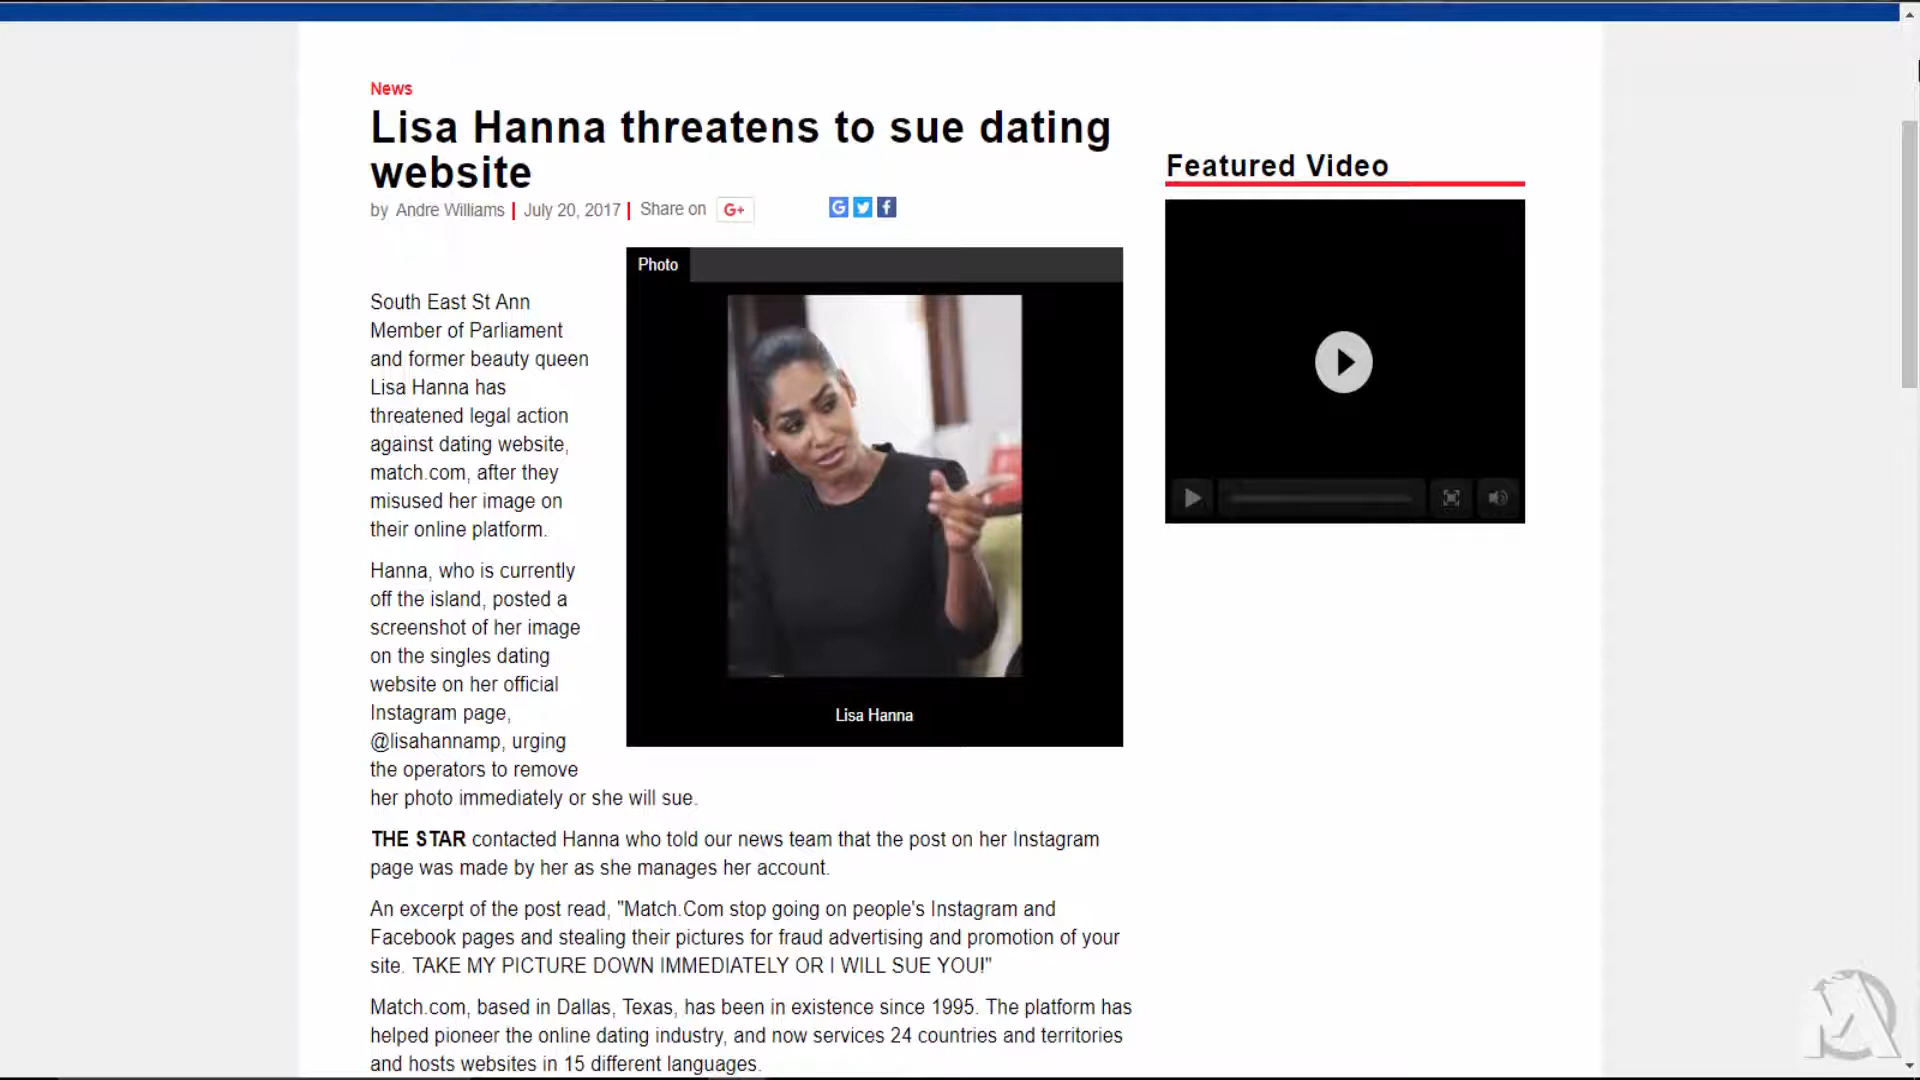 News
Lisa Hanna threatens to sue dating
website
by Andre Williams | July 20, 2017 | Share on G+
Featured Video
Photo
South East St Ann
Member of Parliament
and former beauty queen
Lisa Hanna has
threatened legal action
against dating website,
match.com, after they
misused her image on
their online platform.
Lisa Hanna
Hanna, who is currently
off the island, posted a
screenshot of her image
on the singles dating
website on her official
Instagram page,
@lisahannamp, urging
the operators to remove
her photo immediately or she will sue.
THE STAR contacted Hanna who told our news team that the post on her Instagram
page was made by her as she manages her account.
An excerpt of the post read, "Match.Com stop going on people's Instagram and
Facebook pages and stealing their pictures for fraud advertising and promotion of your
site. TAKE MY PICTURE DOWN IMMEDIATELY OR I WILL SUE YOU!"
Match.com, based in Dallas, Texas, has been in existence since 1995. The platform has
helped pioneer the online dating industry, and now services 24 countries and territories
and hosts websites in 15 different languages.
MA